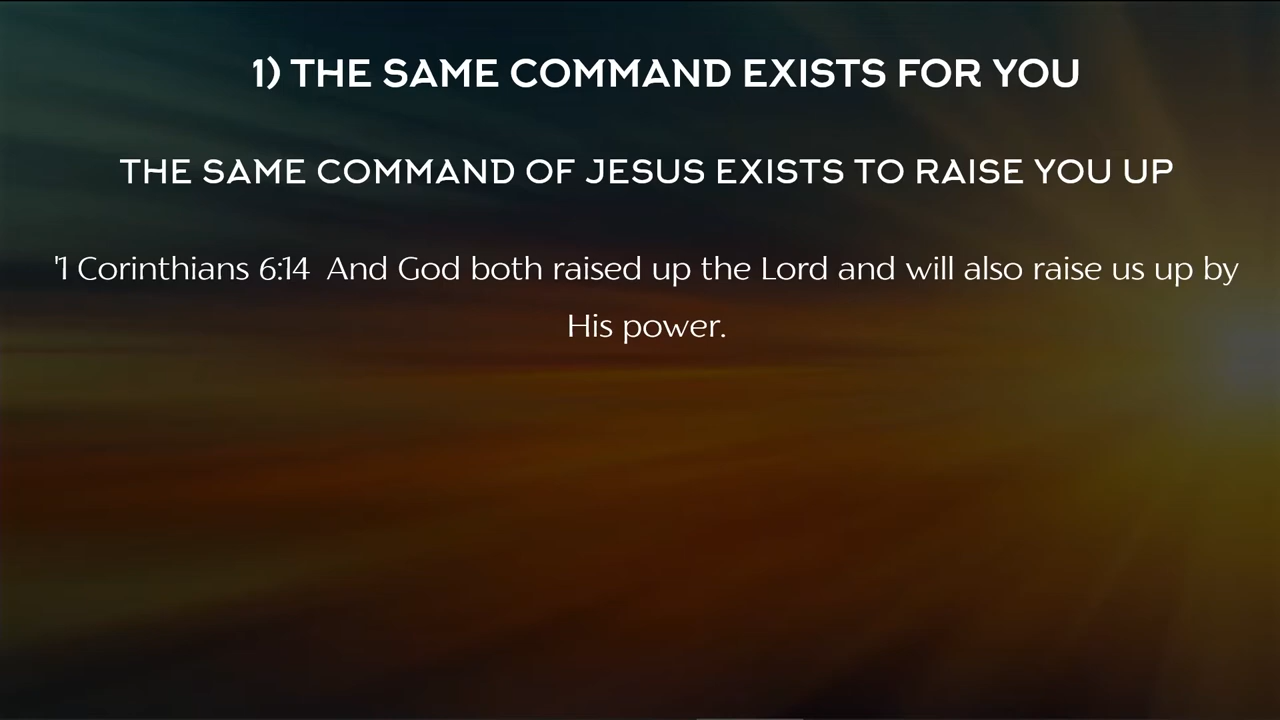 1) THE SAME COMMAND EXISTS FOR YOU
THE SAME COMMAND OF JESUS EXISTS TO RAISE YOU UP
'1 Corinthians 6:14  And God both raised up the Lord and will also raise us up by
His power.